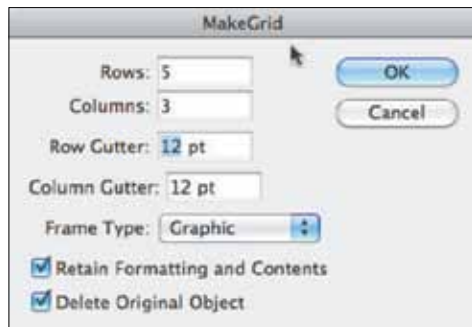 MakeGrid
Rows: 5
OK
Columns: 3
Cancel
Row Gutter: 12 pt
Column Gutter: 12 pt
Frame Type: Graphic
Retain Formatting and Contents
Delete Original Object